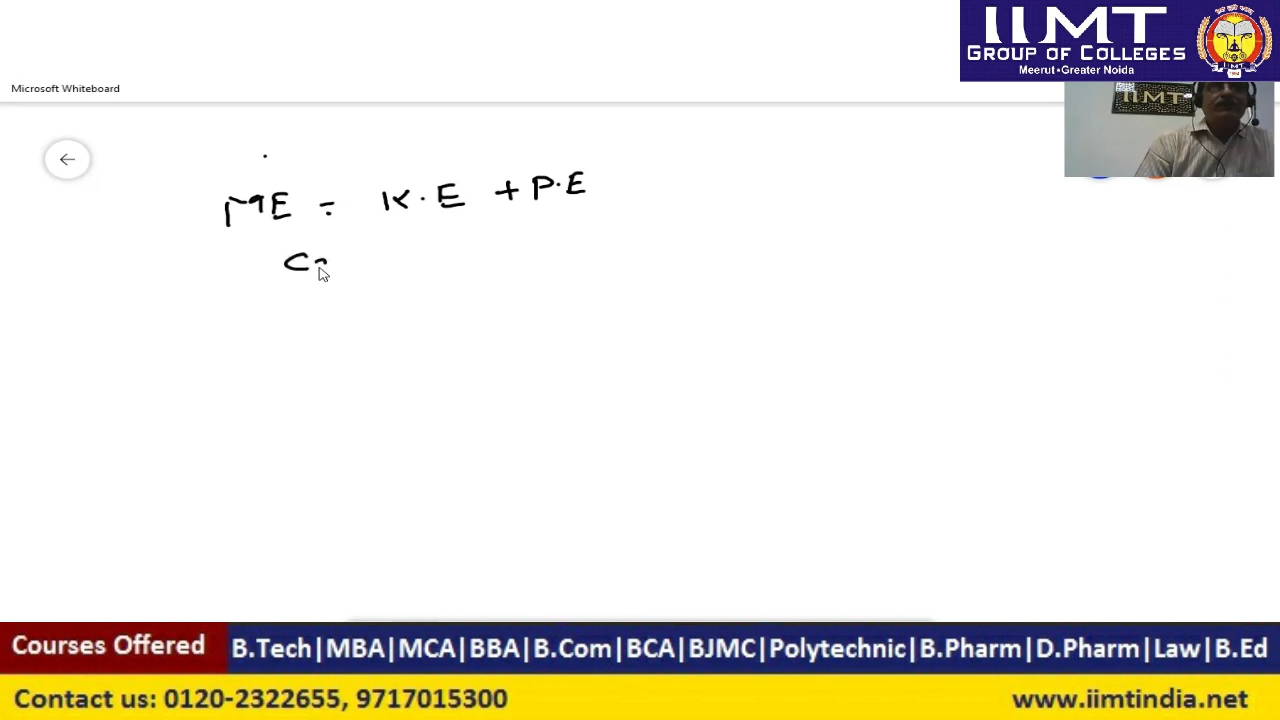 IIMT
GROUP OF COLLEGES
Meerut•Greater Noida
IIMT
Microsoft Whiteboard
ME = K.E + P.E
Courses Offered B.Tech|MBA|MCA|BBA|B.Com|BCA|BJMC|Polytechnic|B.Pharm|D.Pharm|Law|B.Ed
Contact us: 0120-2322655, 9717015300 www.iimtindia.net